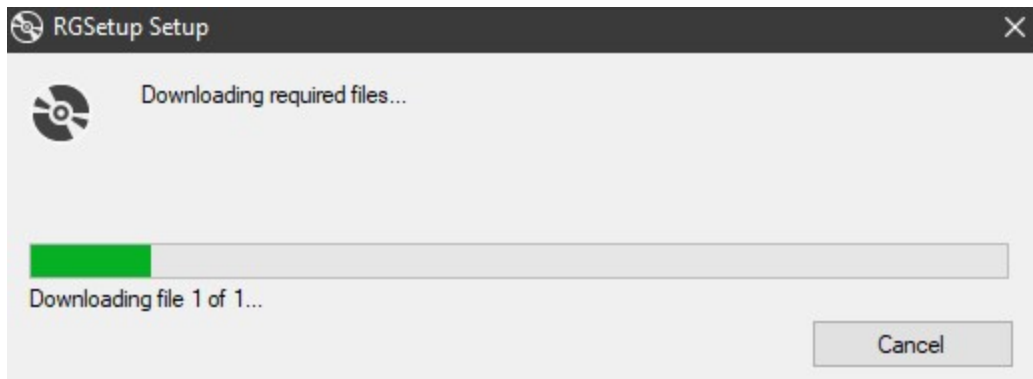 RGSetup Setup
Downloading required files...
Downloading file 1 of 1...
Cancel